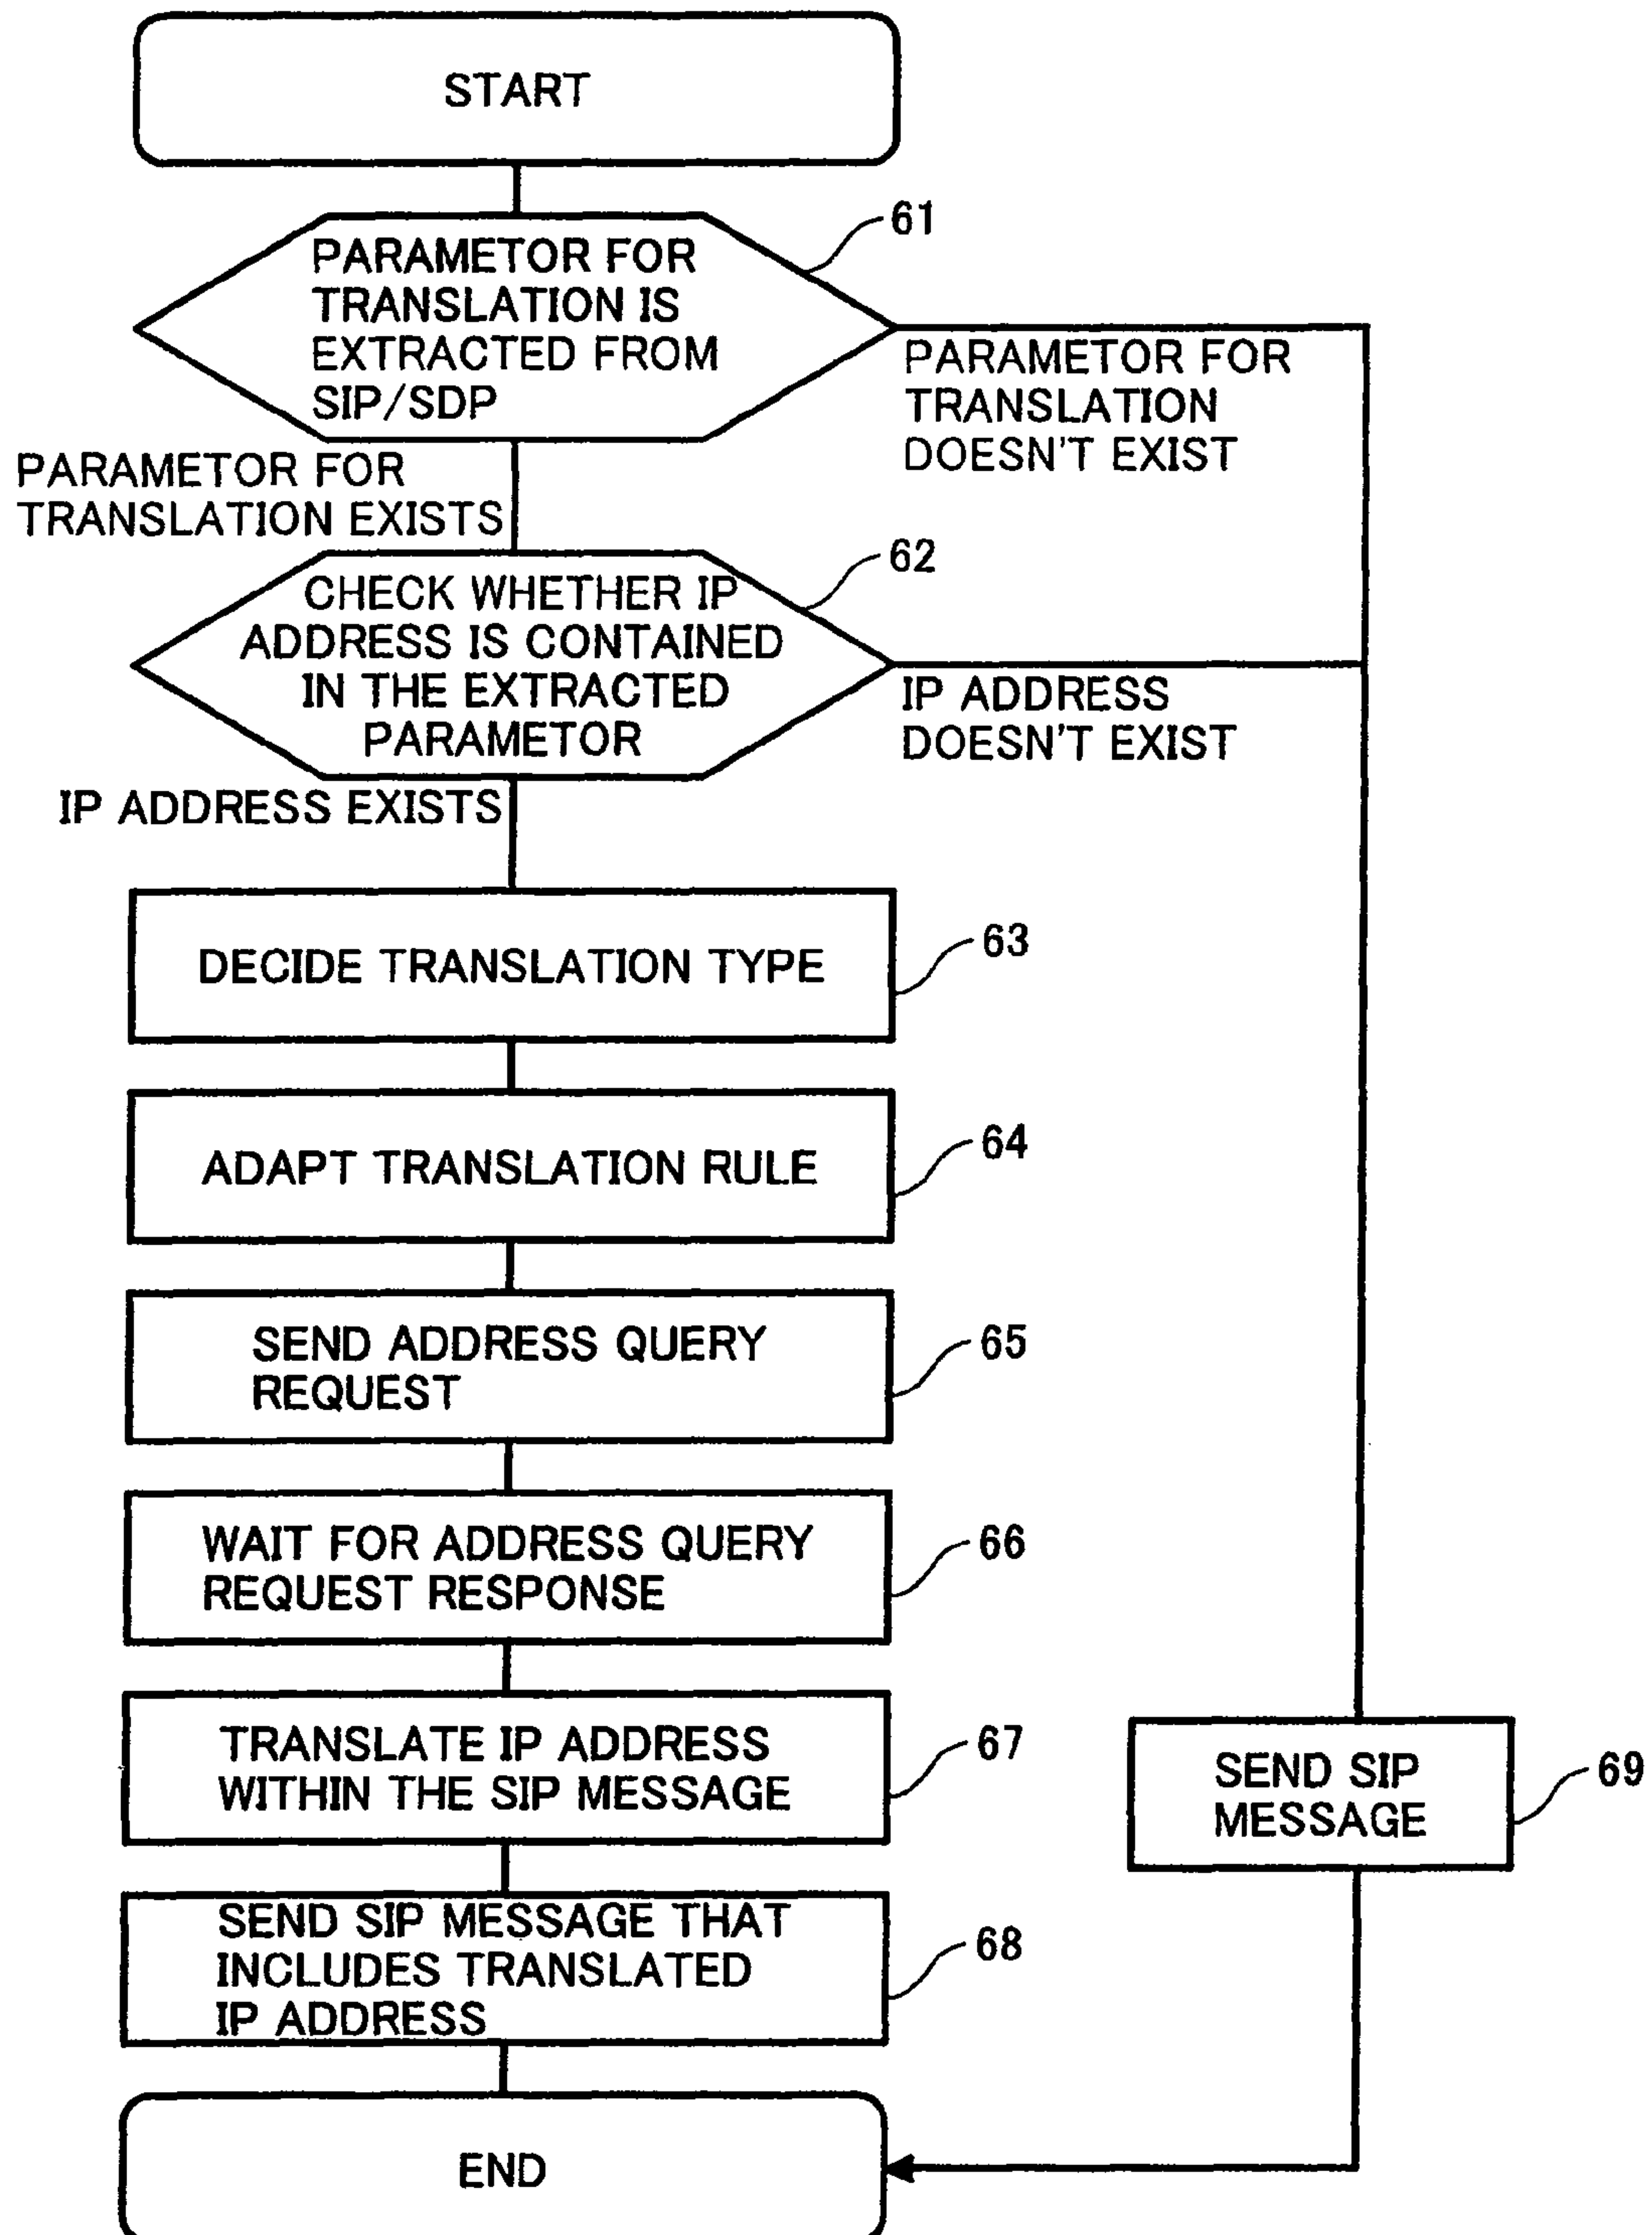 START
61
PARAMETOR FOR
TRANSLATION IS
EXTRACTED FROM
SIP/SDP
PARAMETOR FOR
TRANSLATION
DOESN'T EXIST
PARAMETOR FOR
TRANSLATION EXISTS
62
CHECK WHETHER IP
ADDRESS IS CONTAINED
IN THE EXTRACTED
PARAMETOR
IP ADDRESS
DOESN'T EXIST
IP ADDRESS EXISTS
DECIDE TRANSLATION TYPE
63
ADAPT TRANSLATION RULE
64
SEND ADDRESS QUERY
REQUEST
65
WAIT FOR ADDRESS QUERY
REQUEST RESPONSE
66
TRANSLATE IP ADDRESS
WITHIN THE SIP MESSAGE
67
SEND SIP
MESSAGE
69
SEND SIP MESSAGE THAT
INCLUDES TRANSLATED
IP ADDRESS
68
END